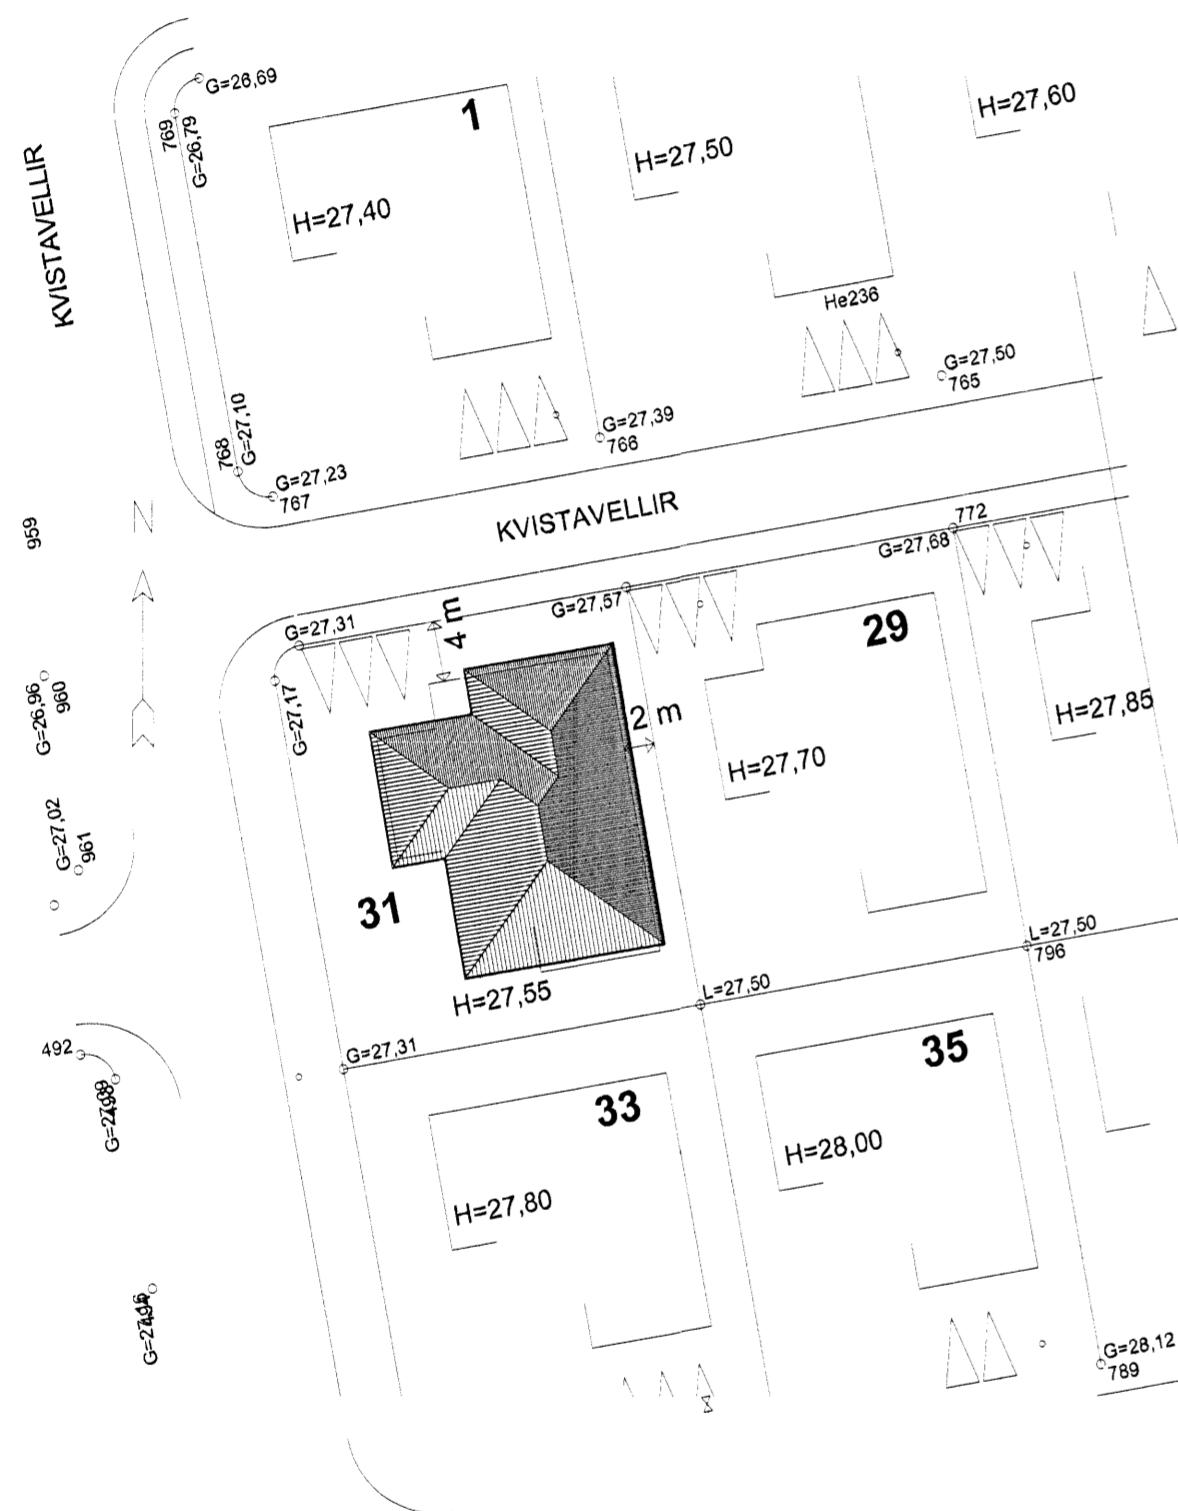 G=26,69
769
G=26,79
1
H=27,60
H=27,50
KVISTAVELLIR
H=27,40
He236
G=27,50
765
G=27,39
766
768
G=27,10
G=27,23
767
KVISTAVELLIR
959
N
772
G=27,68
G=27,57
4 m
G=27,31
29
G=26,96
960
G=27,17
2 m
H=27,85
H=27,70
G=27,02
961
31
L=27,50
796
H=27,55
L=27,50
492
G=27,31
35
33
H=28,00
H=27,80
G=28,12
789